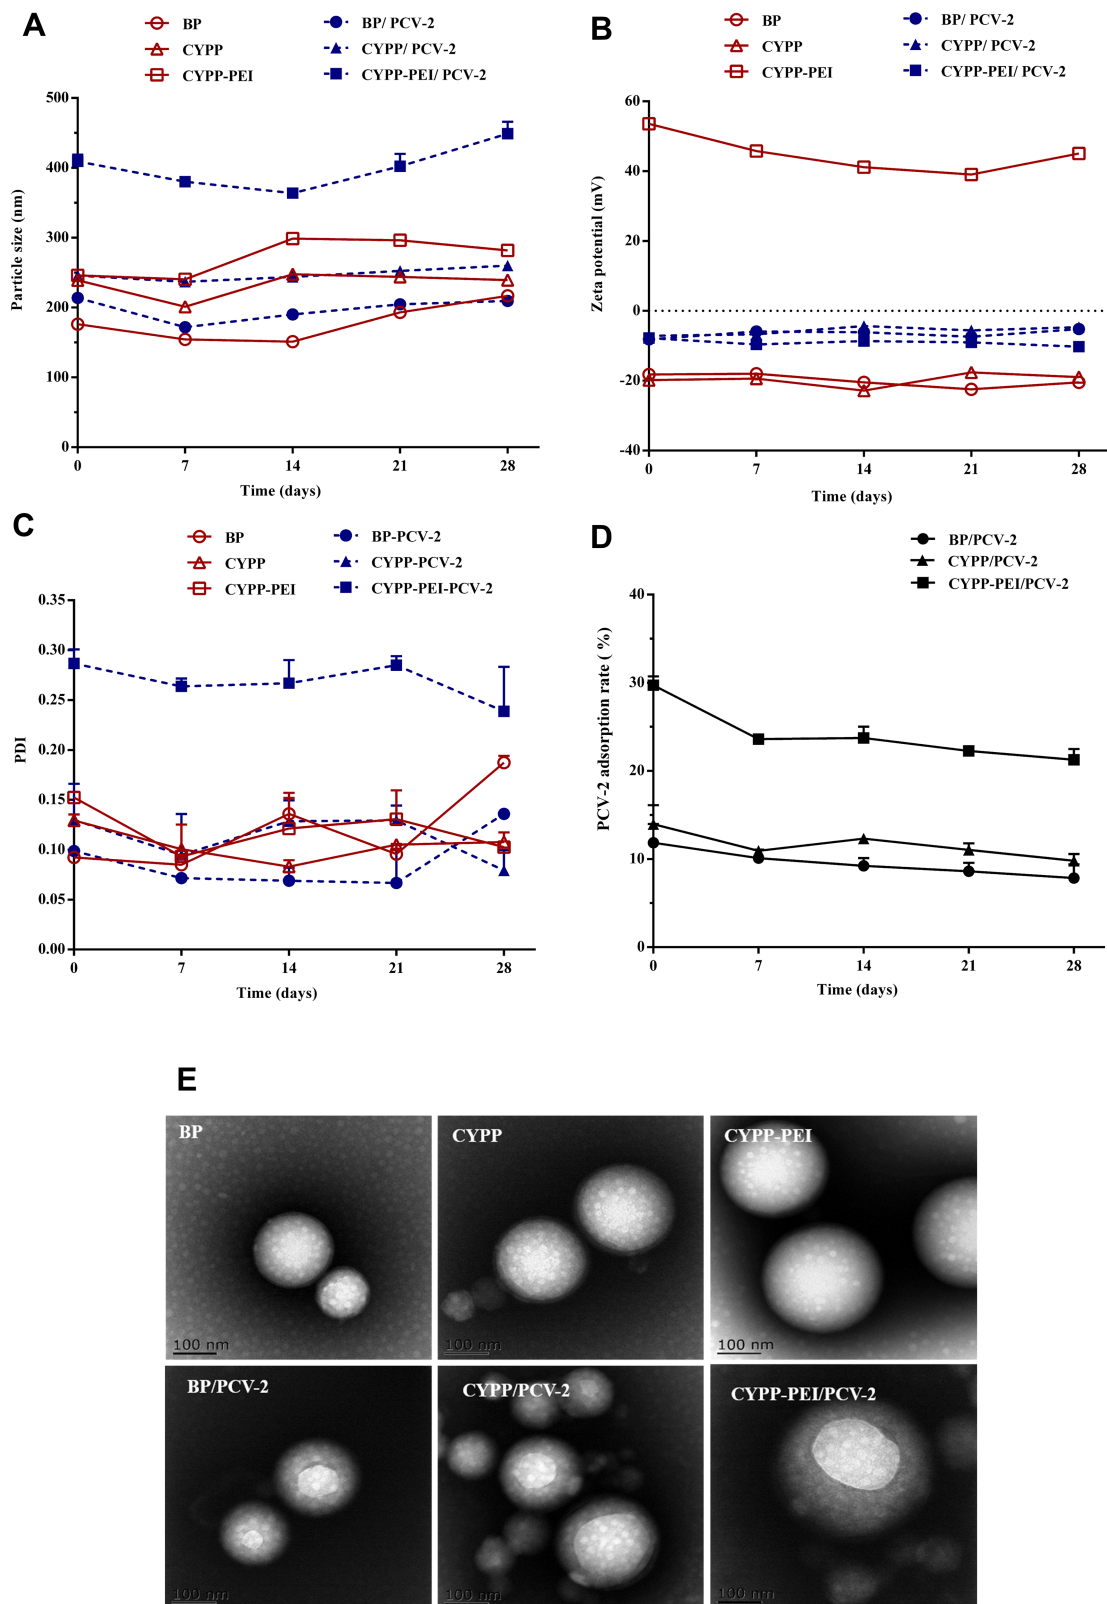 A
BP
CYPP
CYPP-PEI
BP/ PCV-2
CYPP/ PCV-2
CYPP-PEI/ PCV-2
Particle size (nm)
500
400
300
200
100
0
0 7 14 21 28
Time (days)
B
BP
CYPP
CYPP-PEI
BP/ PCV-2
CYPP/ PCV-2
CYPP-PEI/ PCV-2
Zeta potential (mV)
60
40
20
0
-20
-40
0 7 14 21 28
Time (days)
C
BP
CYPP
CYPP-PEI
BP-PCV-2
CYPP-PCV-2
CYPP-PEI-PCV-2
PDI
0.35
0.30
0.25
0.20
0.15
0.10
0.05
0.00
0 7 14 21 28
Time (days)
D
BP/PCV-2
CYPP/PCV-2
CYPP-PEI/PCV-2
PCV-2 adsorption rate ( %)
40
30
20
10
0
0 7 14 21 28
Time (days)
E
BP
100 nm
CYPP
100 nm
CYPP-PEI
100 nm
BP/PCV-2
100 nm
CYPP/PCV-2
100 nm
CYPP-PEI/PCV-2
100 nm